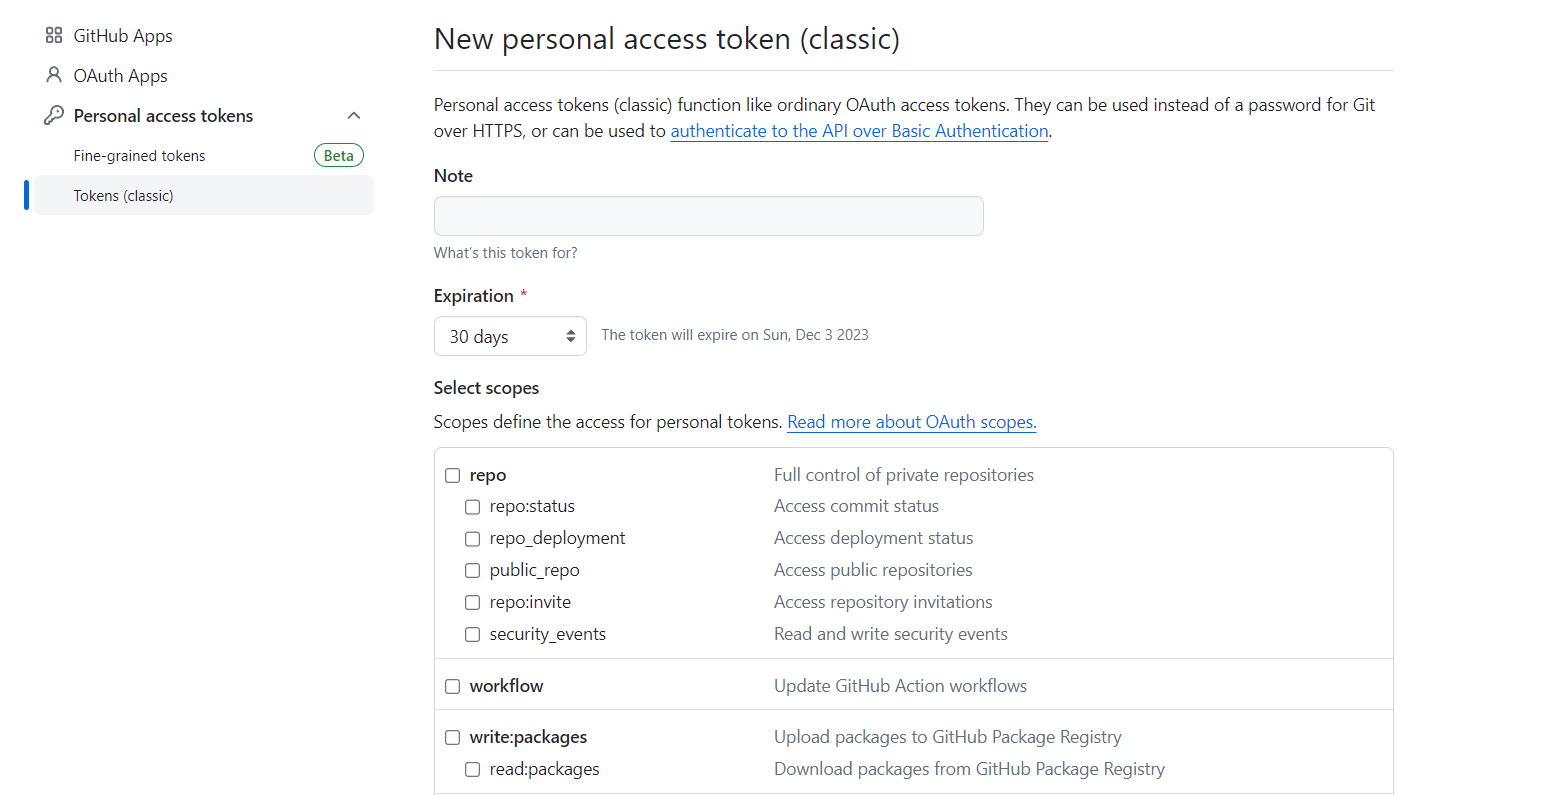 GitHub Apps
OAuth Apps
Personal access tokens
Fine-grained tokens Beta
Tokens (classic)
New personal access token (classic)
Personal access tokens (classic) function like ordinary OAuth access tokens. They can be used instead of a password for Git
over HTTPS, or can be used to authenticate to the API over Basic Authentication.
Note
What's this token for?
Expiration *
30 days The token will expire on Sun, Dec 3 2023
Select scopes
Scopes define the access for personal tokens. Read more about OAuth scopes.
repo Full control of private repositories
repo:status Access commit status
repo_deployment Access deployment status
public_repo Access public repositories
repo:invite Access repository invitations
security_events Read and write security events
workflow Update GitHub Action workflows
write:packages Upload packages to GitHub Package Registry
read:packages Download packages from GitHub Package Registry